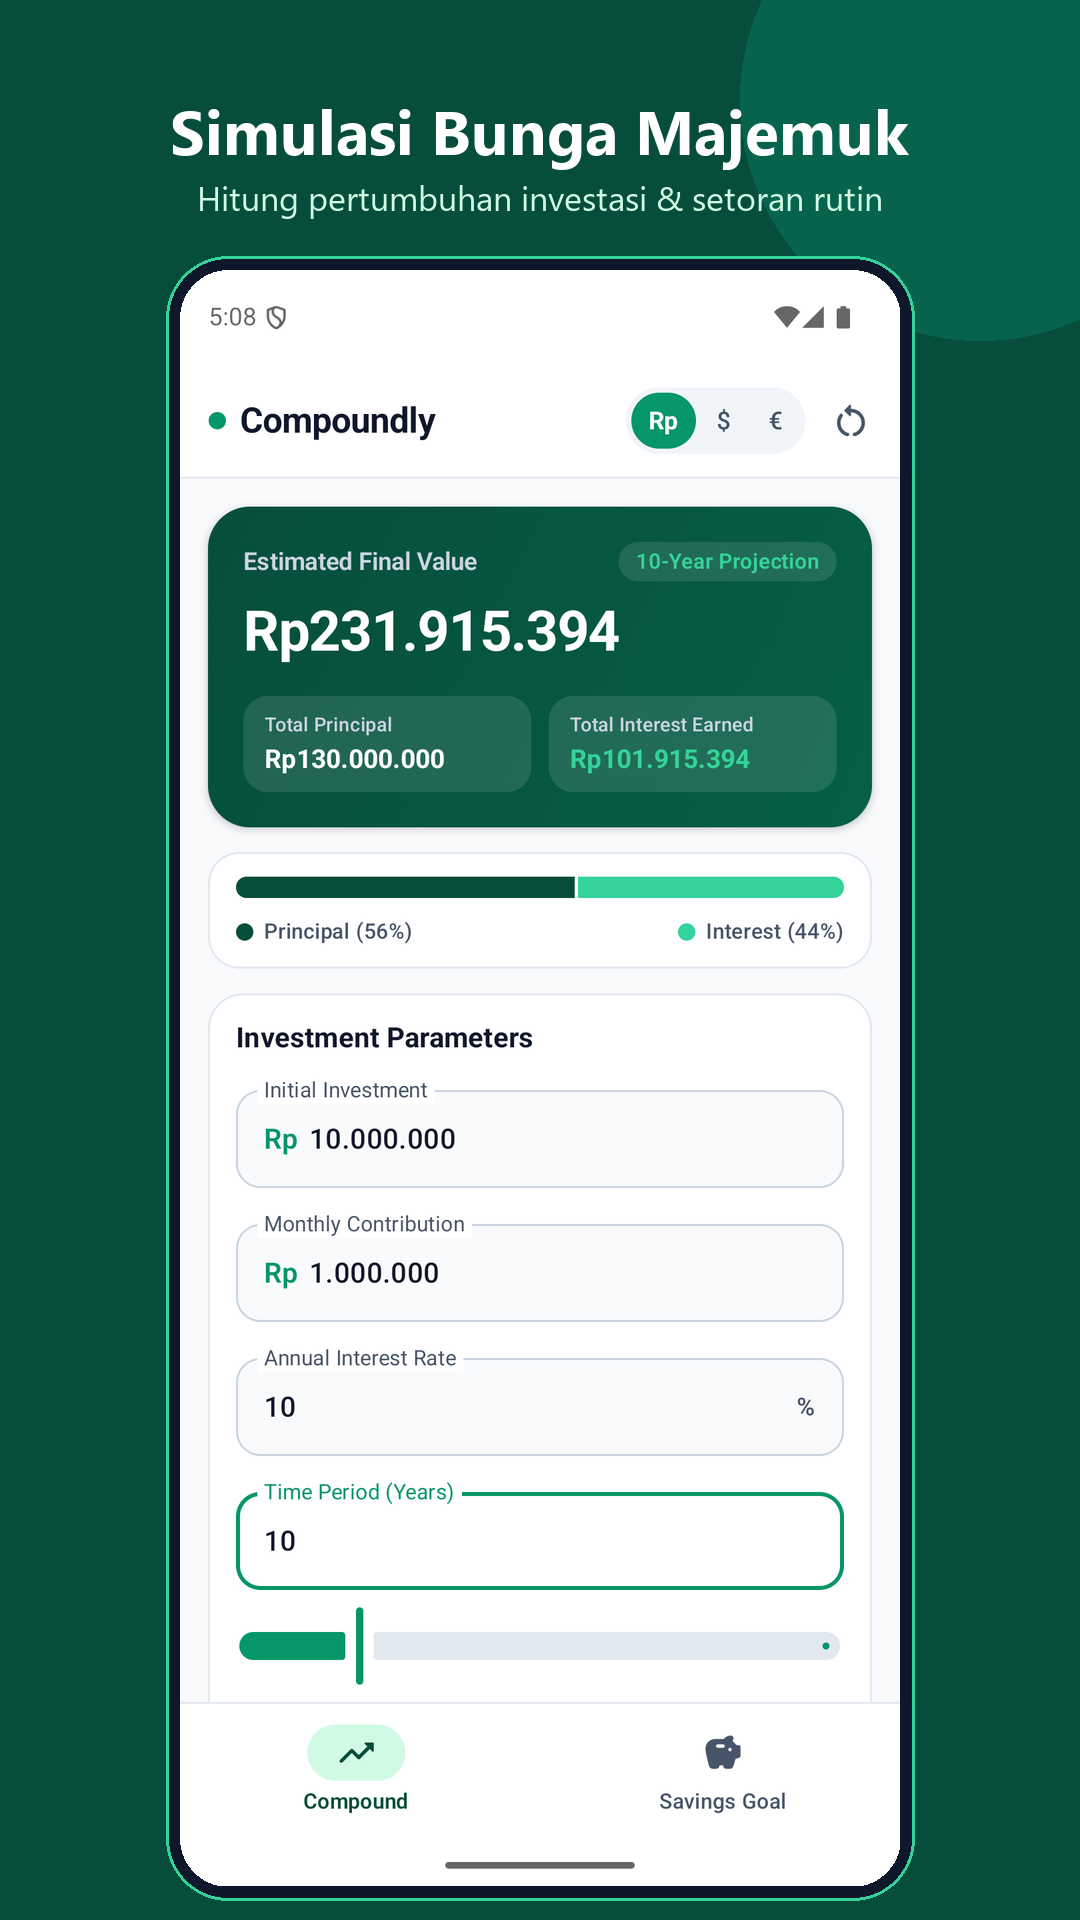 Simulasi Bunga Majemuk
Hitung pertumbuhan investasi & setoran rutin
5:08
Compoundly
Rp $ €
Estimated Final Value
10-Year Projection
Rp231.915.394
Total Principal
Rp130.000.000
Total Interest Earned
Rp101.915.394
Principal (56%)
Interest (44%)
Investment Parameters
Initial Investment
Rp 10.000.000
Monthly Contribution
Rp 1.000.000
Annual Interest Rate
10 %
Time Period (Years)
10
Compound
Savings Goal